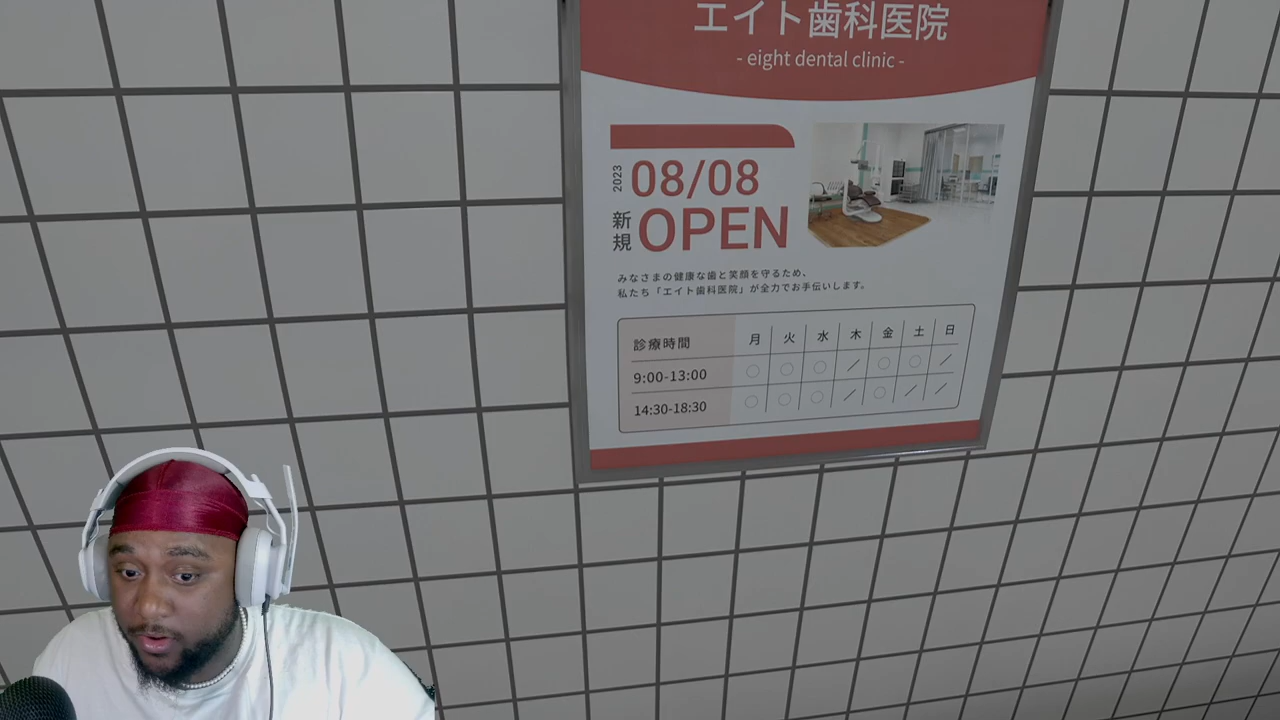 エイト歯科医院
- eight dental clinic -
2023
08/08
新規
OPEN
みなさまの健康な歯と笑顔を守るため、
私たち「エイト歯科医院」が全力でお手伝いします。
診療時間 月 火 水 木 金 土 日
9:00-13:00 ○ ○ ○ / ○ ○ /
14:30-18:30 ○ ○ ○ / ○ / /